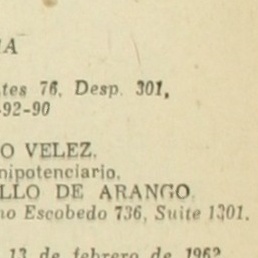 A
tes 76, Desp. 301,
-92-90
O VELEZ,
nipotenciario.
LLO DE ARANGO
no Escobedo 736, Suite 1301.
13 de febrero de 1962